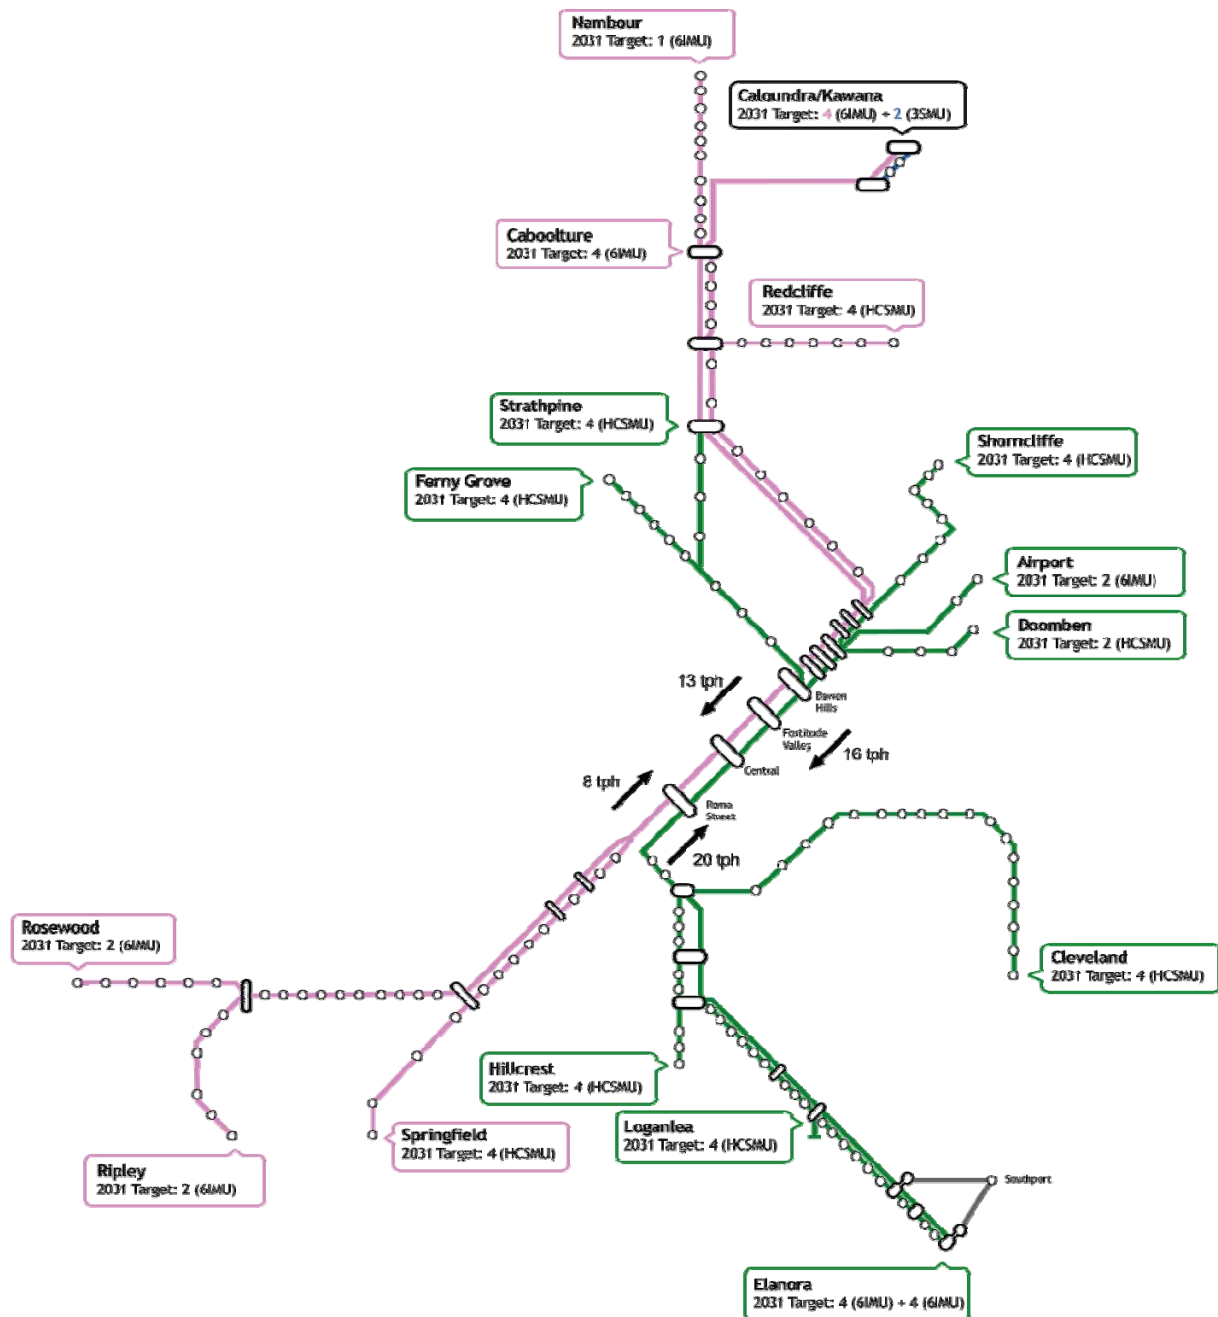 Nambour
2031 Target: 1 (6IMU)
Caloundra/Kawana
2031 Target: 4 (6IMU) + 2 (3SMU)
Caboolture
2031 Target: 4 (6IMU)
Redcliffe
2031 Target: 4 (HCSMU)
Strathpine
2031 Target: 4 (HCSMU)
Shorncliffe
2031 Target: 4 (HCSMU)
Ferny Grove
2031 Target: 4 (HCSMU)
Airport
2031 Target: 2 (6IMU)
Doomben
2031 Target: 2 (HCSMU)
13 tph
Bowen
Hills
Fortitude
Valley
16 tph
Central
8 tph
Roma
Street
20 tph
Rosewood
2031 Target: 2 (6IMU)
Cleveland
2031 Target: 4 (HCSMU)
Hillcrest
2031 Target: 4 (HCSMU)
Loganlea
2031 Target: 4 (HCSMU)
Springfield
2031 Target: 4 (HCSMU)
Ripley
2031 Target: 2 (6IMU)
Southport
Elanora
2031 Target: 4 (6IMU) + 4 (6IMU)